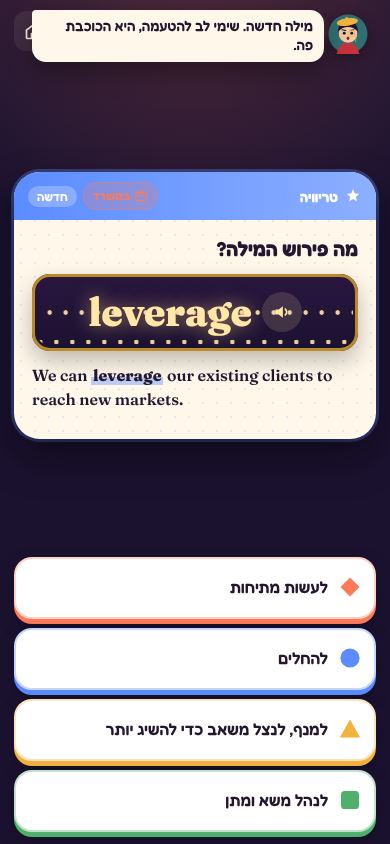 מילה חדשה. שימי לב להטעמה, היא הכוכבת
פה.
טריוויה
במשרד
חדשה
מה פירוש המילה?
leverage
We can leverage our existing clients to
reach new markets.
לעשות מתיחות
להחלים
למנף, לנצל משאב כדי להשיג יותר
לנהל משא ומתן